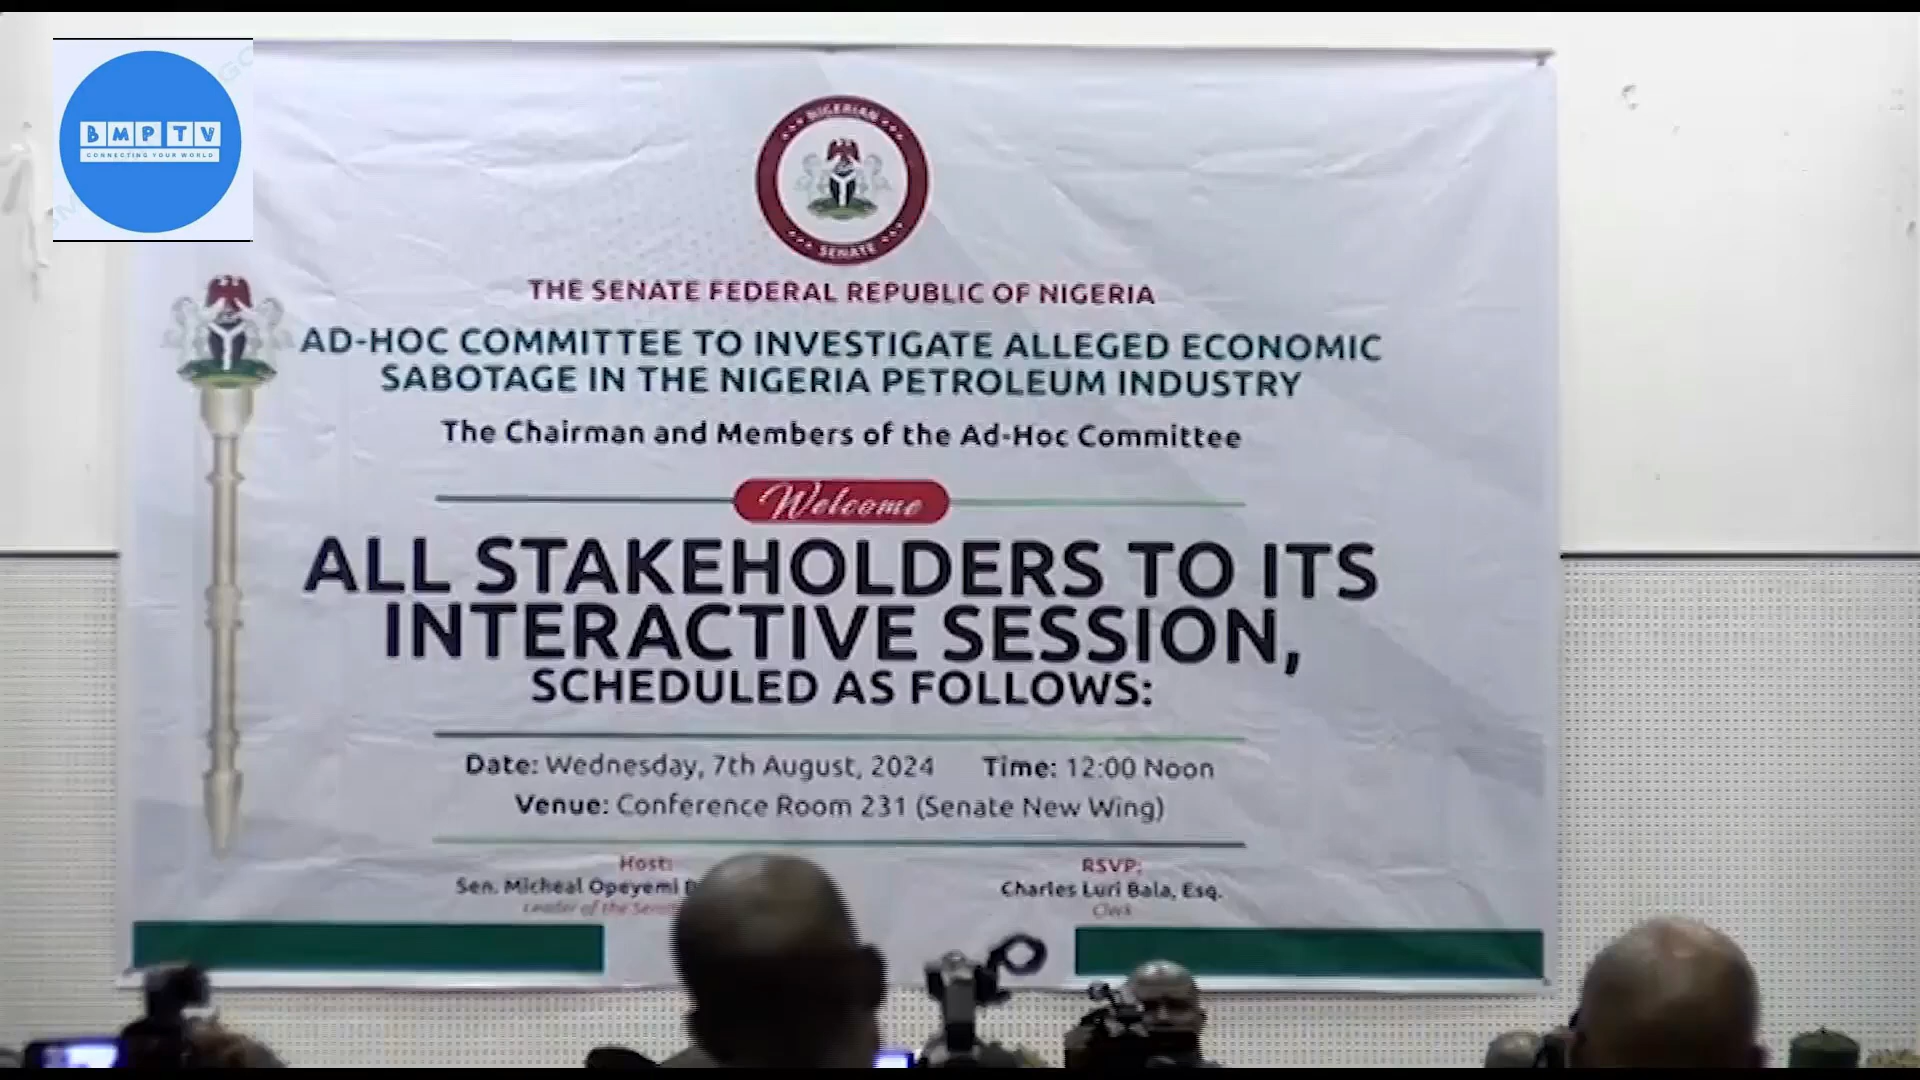 BMPTV
CONNECTING YOUR WORLD
NIGERIAN
SENATE
THE SENATE FEDERAL REPUBLIC OF NIGERIA
AD-HOC COMMITTEE TO INVESTIGATE ALLEGED ECONOMIC
SABOTAGE IN THE NIGERIA PETROLEUM INDUSTRY
The Chairman and Members of the Ad-Hoc Committee
Welcome
ALL STAKEHOLDERS TO ITS
INTERACTIVE SESSION,
SCHEDULED AS FOLLOWS:
Date: Wednesday, 7th August, 2024 Time: 12:00 Noon
Venue: Conference Room 231 (Senate New Wing)
Host:
Sen. Micheal Opeyemi
Leader of the
RSVP:
Charles Luri Bala, Esq.
Clerk